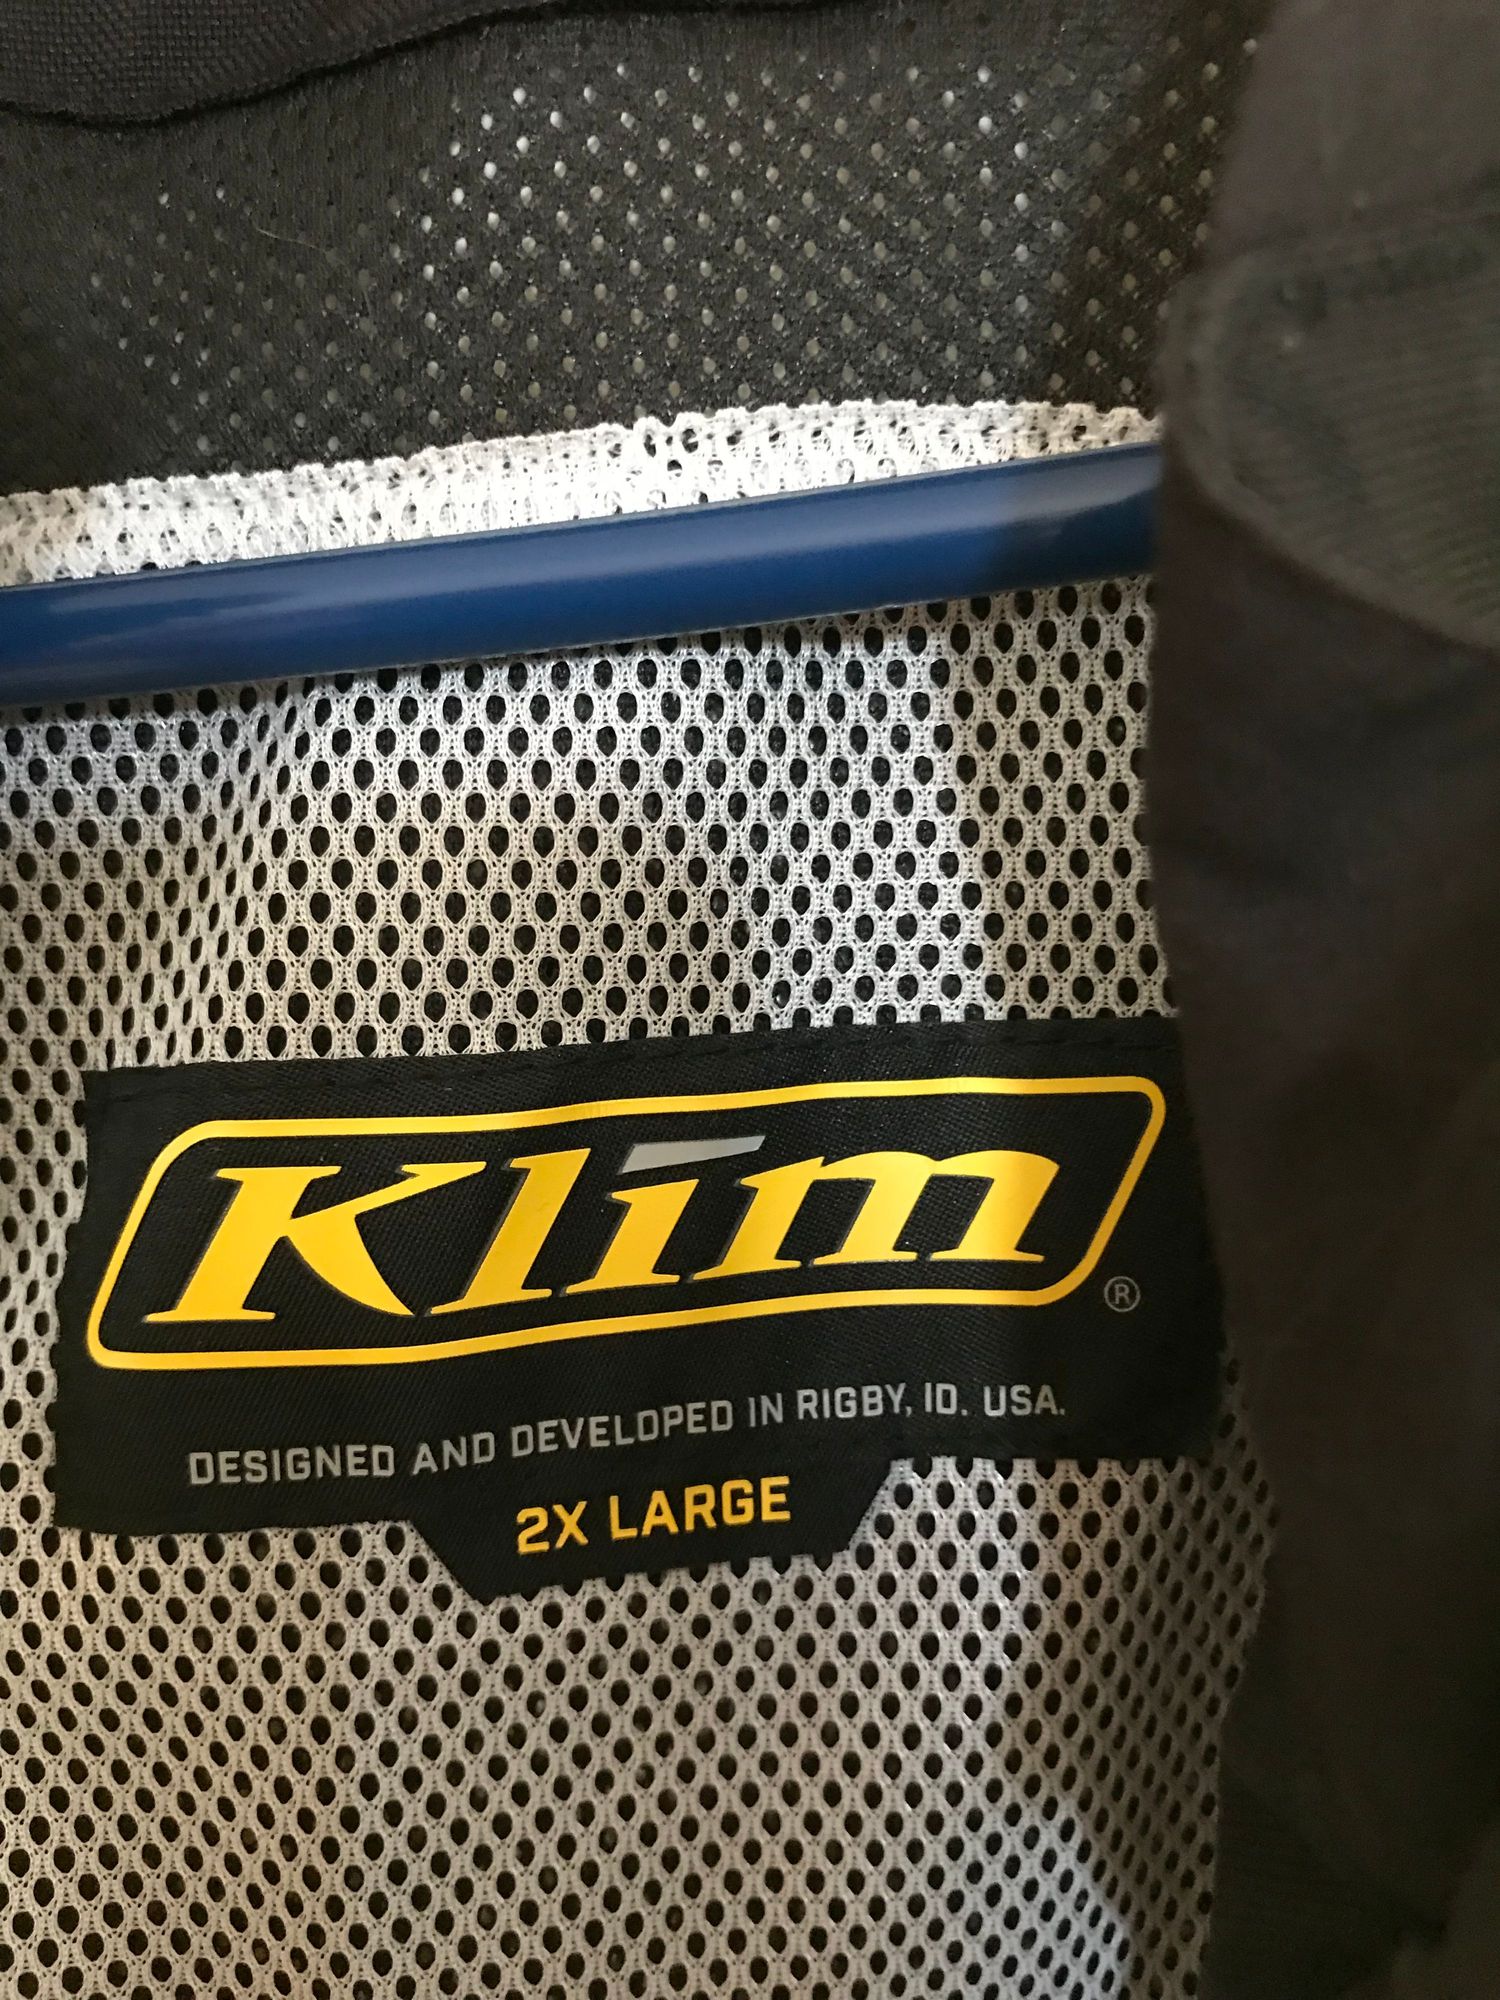 Klim
®
DESIGNED AND DEVELOPED IN RIGBY, ID. USA.
2X LARGE